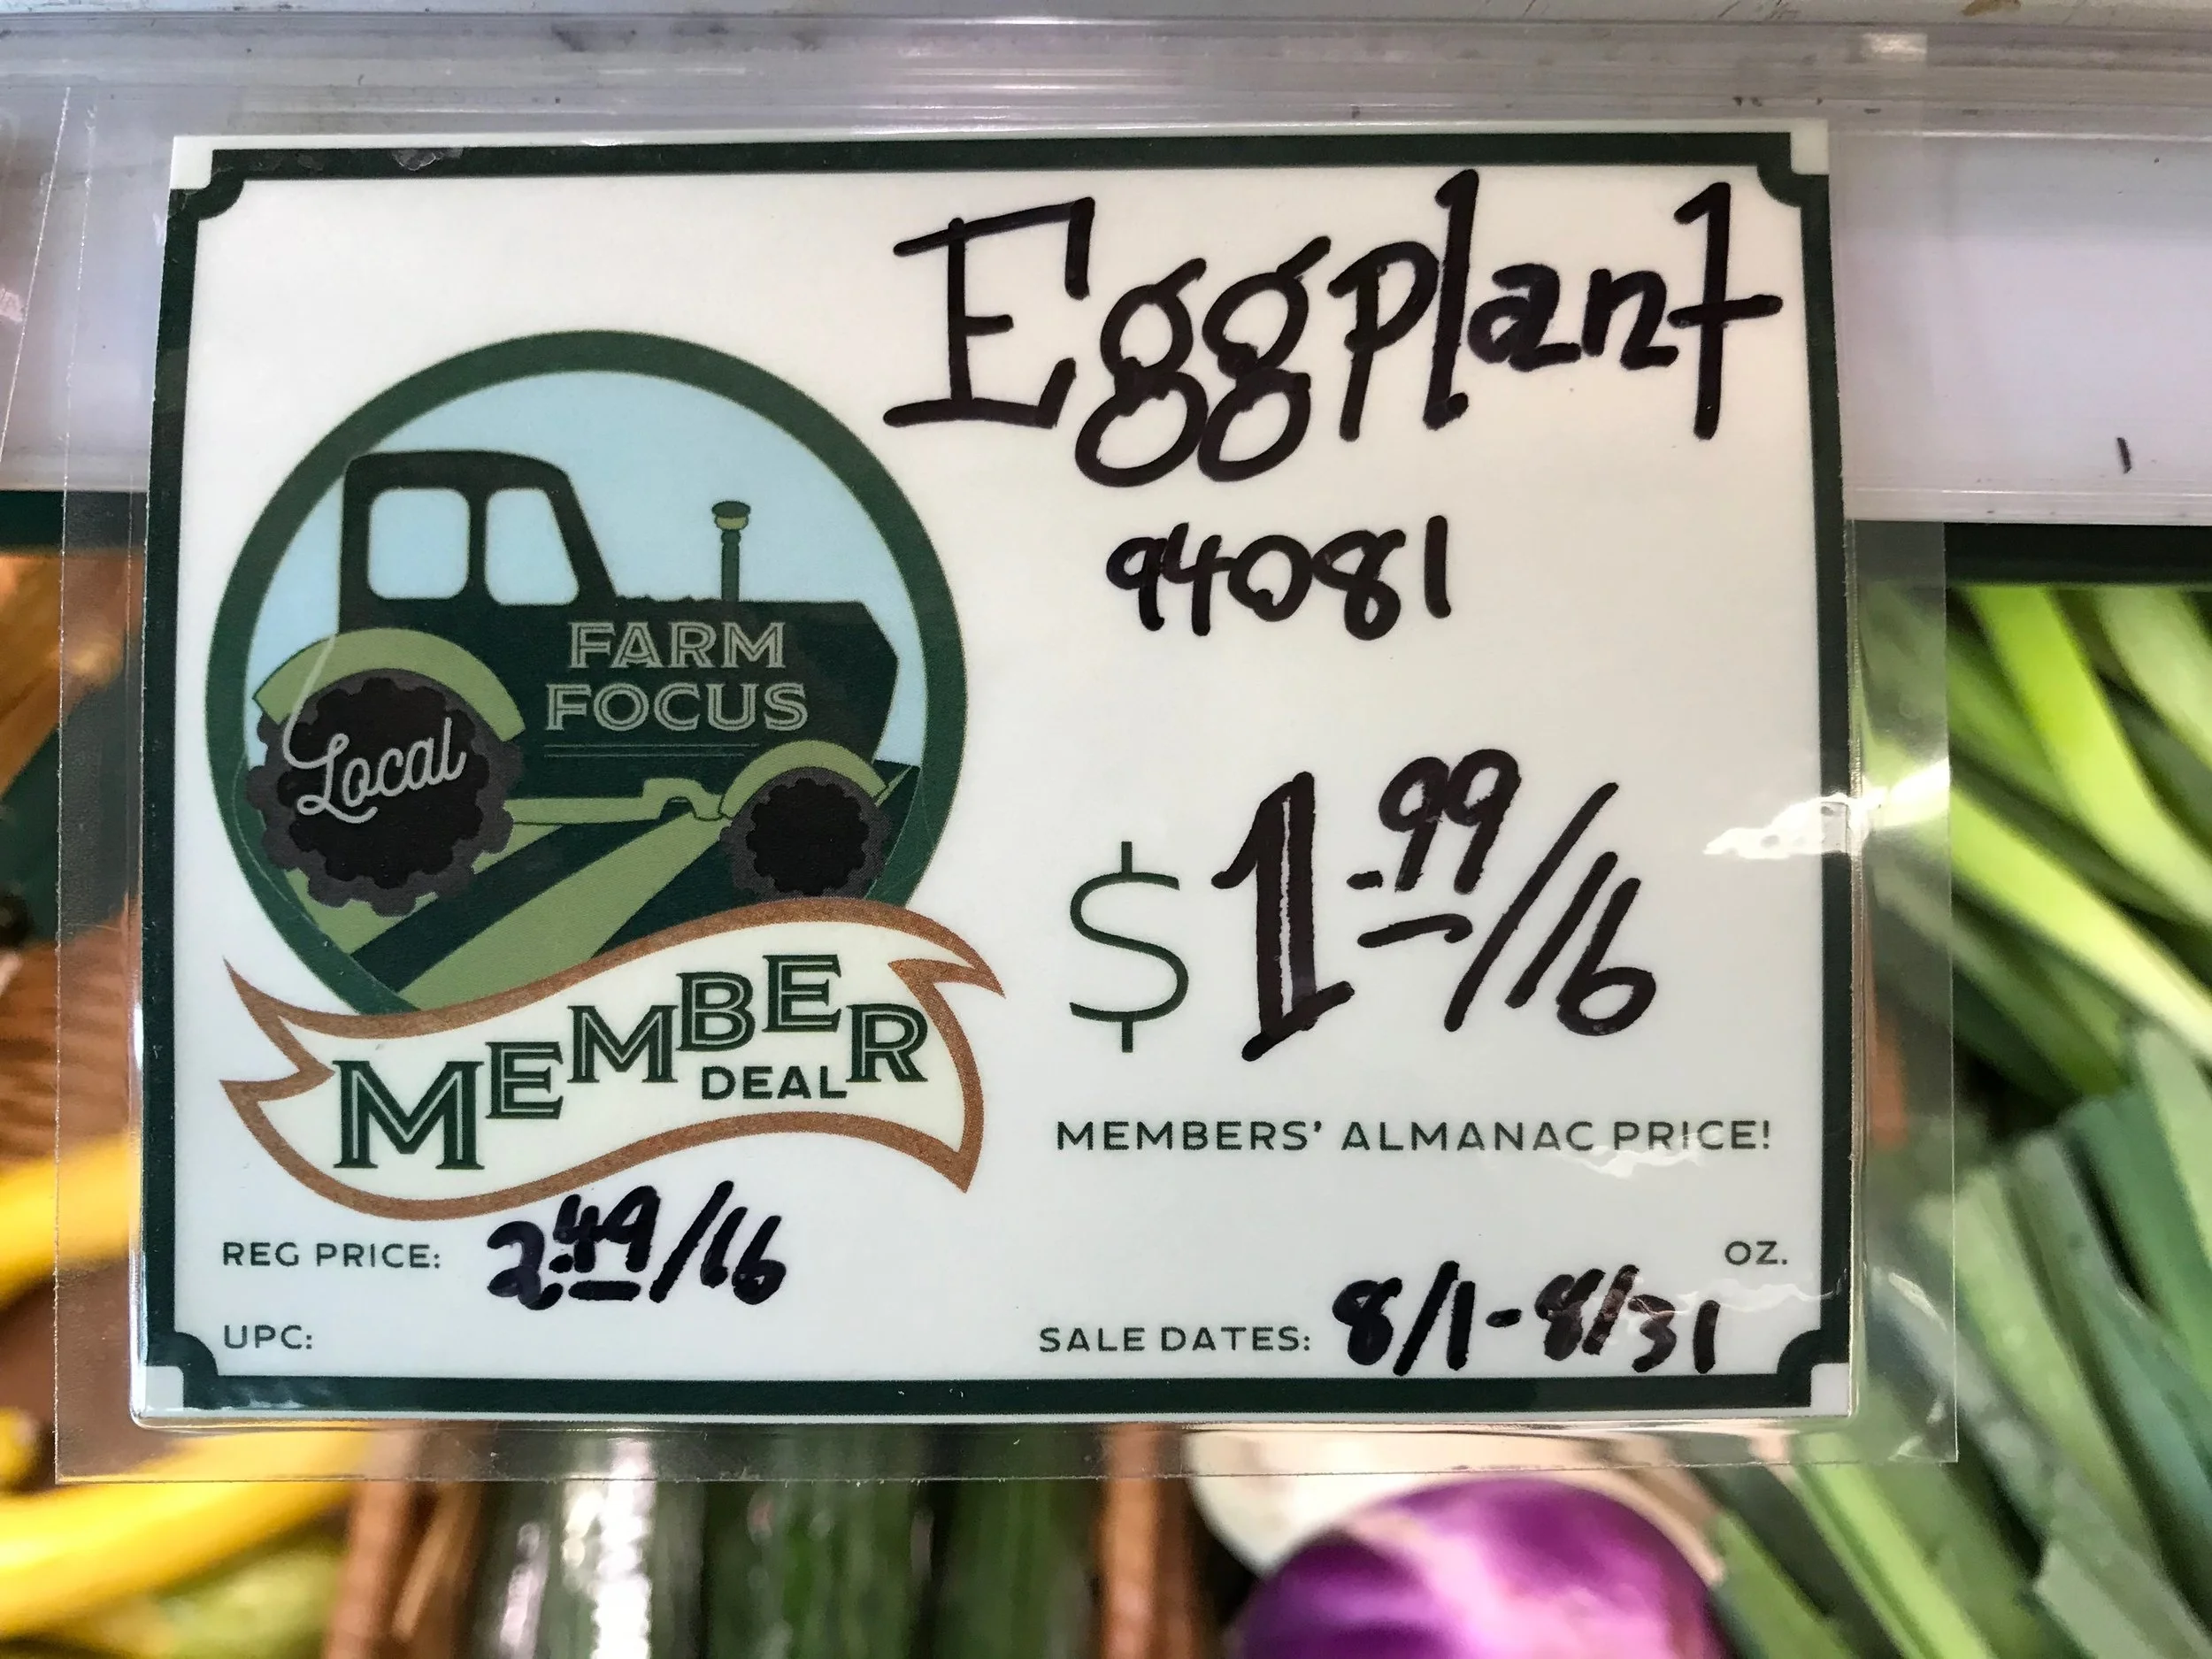 Eggplant
94081
FARM
FOCUS
Local
$1.99/lb
MEMBER
DEAL
MEMBERS' ALMANAC PRICE!
REG PRICE: 2.49/lb
OZ.
UPC:
SALE DATES: 8/1-8/31